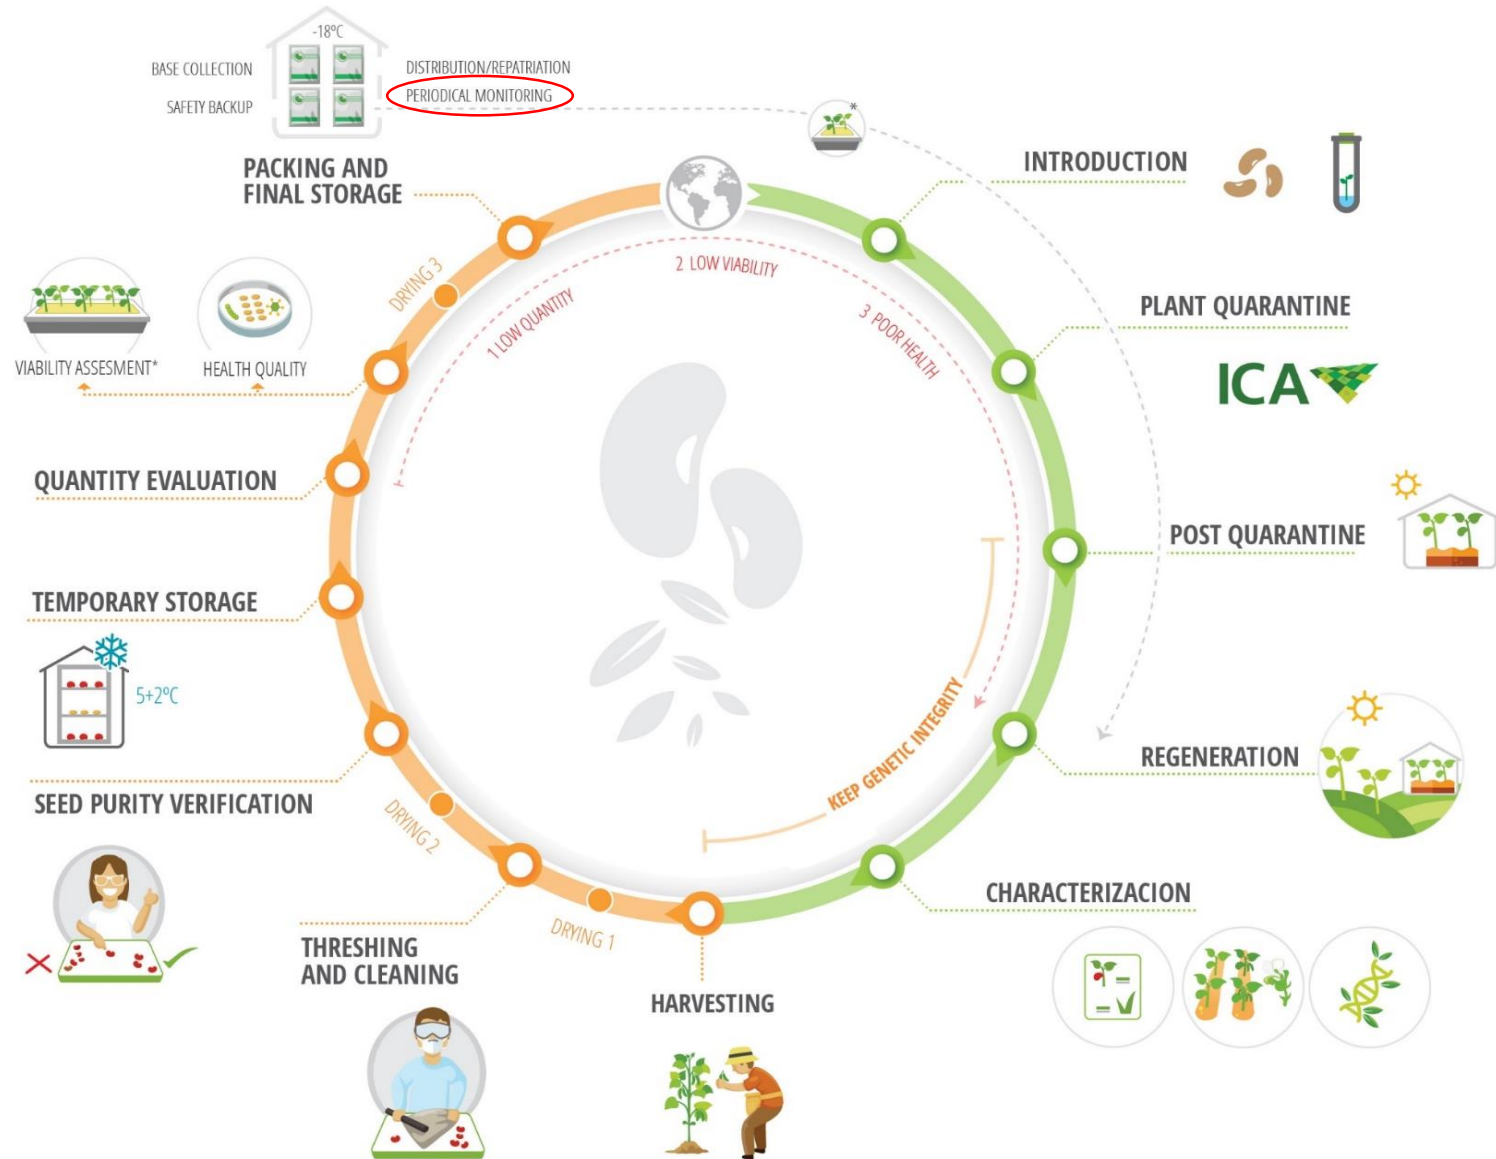 -18ºC
BASE COLLECTION
SAFETY BACKUP
DISTRIBUTION/REPATRIATION
PERIODICAL MONITORING
*
PACKING AND
FINAL STORAGE
INTRODUCTION
PLANT QUARANTINE
ICA
POST QUARANTINE
REGENERATION
CHARACTERIZACION
HARVESTING
DRYING 1
THRESHING
AND CLEANING
DRYING 2
SEED PURITY VERIFICATION
TEMPORARY STORAGE
5+2ºC
QUANTITY EVALUATION
VIABILITY ASSESMENT*
HEALTH QUALITY
DRYING 3
1 LOW QUANTITY
2 LOW VIABILITY
3 POOR HEALTH
KEEP GENETIC INTEGRITY